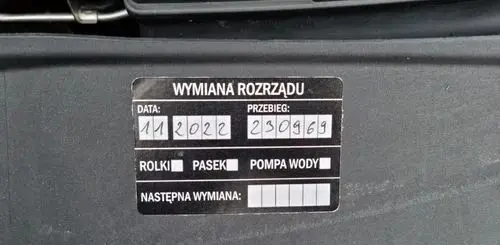 WYMIANA ROZRZĄDU
DATA: PRZEBIEG:
11 2022 230969
ROLKI PASEK POMPA WODY
NASTĘPNA WYMIANA: